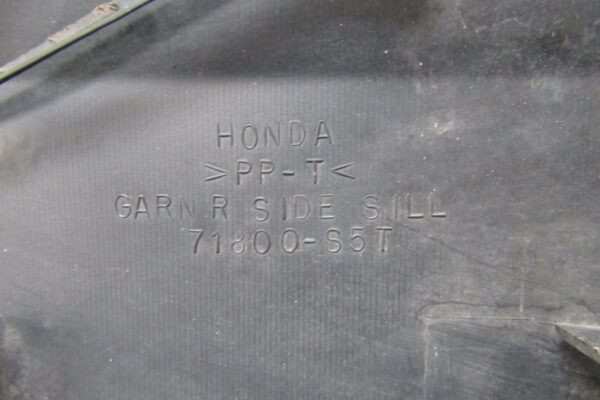 HONDA
>PP-T<
GARN R SIDE SILL
71800-S5T